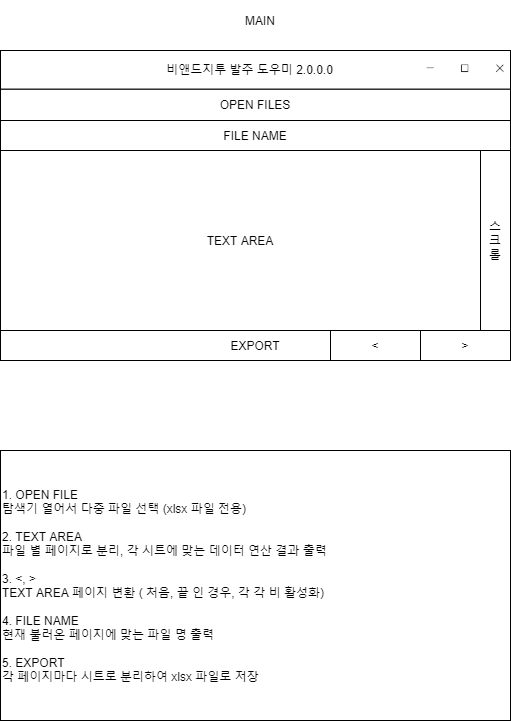 MAIN
비앤드지투 발주 도우미 2.0.0.0
OPEN FILES
FILE NAME
TEXT AREA
스
크
롤
EXPORT
<
>
1. OPEN FILE
탐색기 열어서 다중 파일 선택 (xlsx 파일 전용)
2. TEXT AREA
파일 별 페이지로 분리, 각 시트에 맞는 데이터 연산 결과 출력
3. <, >
TEXT AREA 페이지 변환 ( 처음, 끝 인 경우, 각 각 비 활성화)
4. FILE NAME
현재 불러온 페이지에 맞는 파일 명 출력
5. EXPORT
각 페이지마다 시트로 분리하여 xlsx 파일로 저장